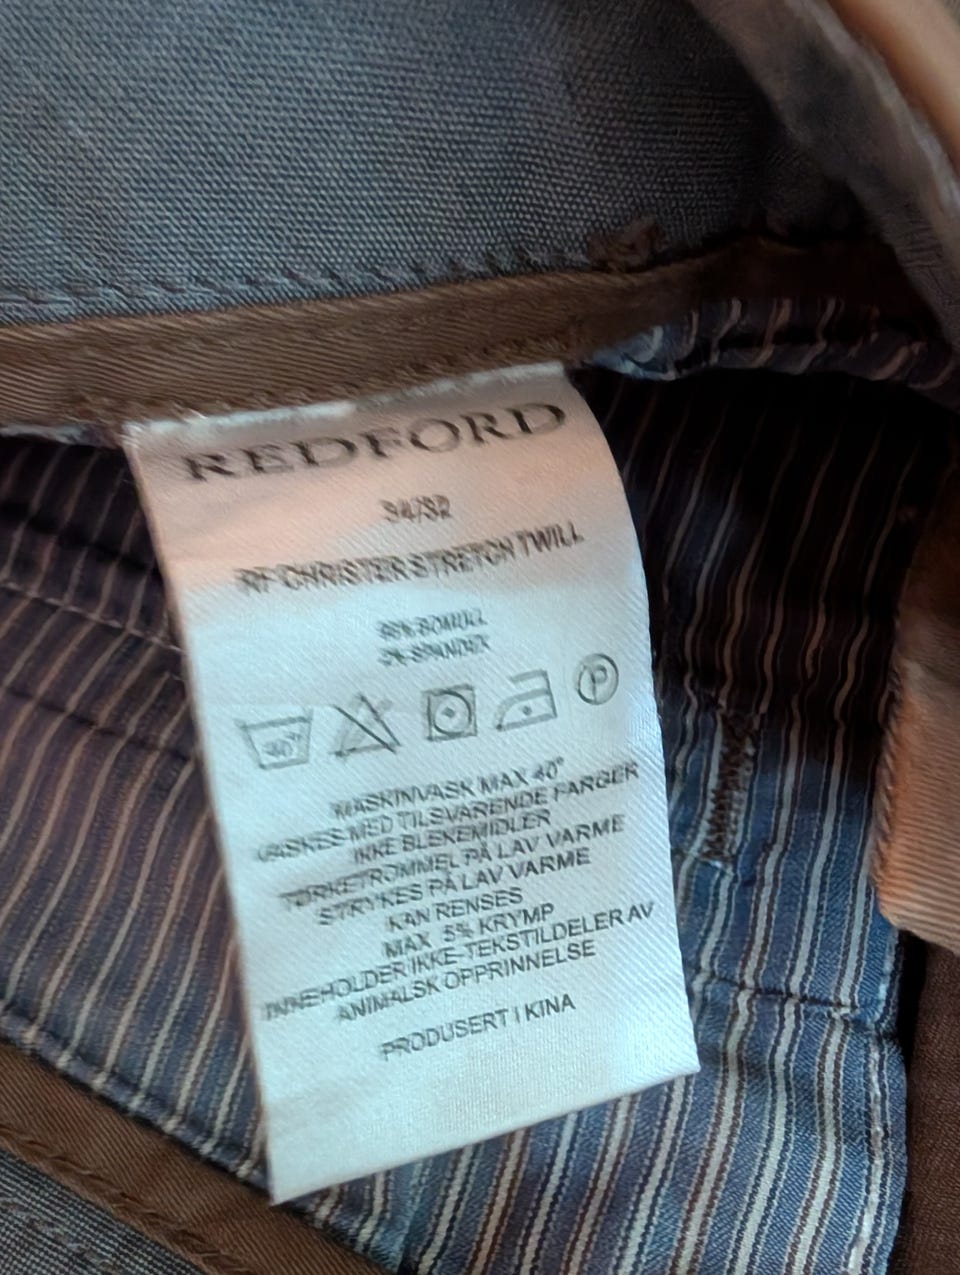 REDFORD
34/32
RF CHRISTER STRETCH TWILL
98% BOMULL
2% SPANDEX
40° P
MASKINVASK MAX 40°
VASKES MED TILSVARENDE FARGER
IKKE BLEKEMIDLER
TØRKETROMMEL PÅ LAV VARME
STRYKES PÅ LAV VARME
KAN RENSES
MAX 5% KRYMP
INNEHOLDER IKKE-TEKSTILDELER AV
ANIMALSK OPPRINNELSE
PRODUSERT I KINA